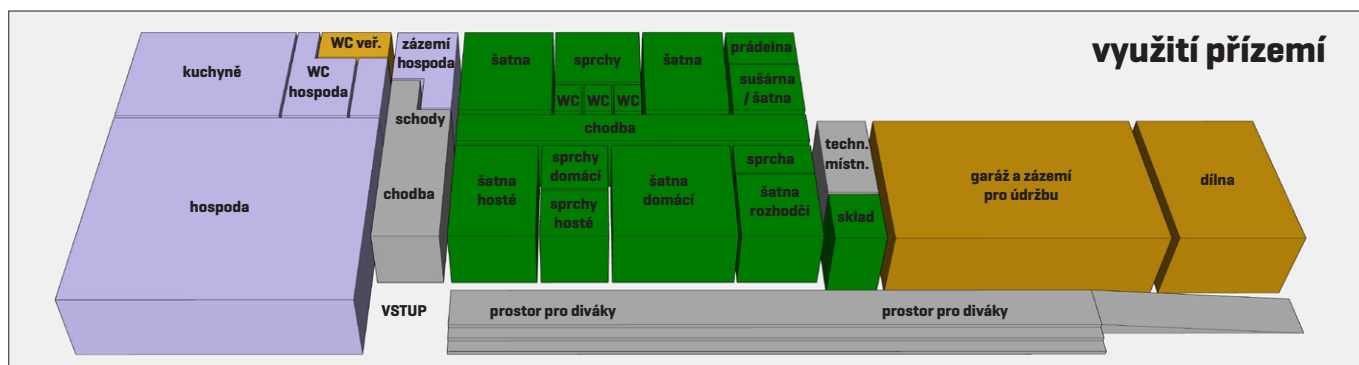 využití přízemí
kuchyně
WC
hospoda
WC veř.
zázemí
hospoda
šatna
sprchy
WC
WC
WC
šatna
prádelna
sušárna
/ šatna
schody
chodba
chodba
hospoda
šatna
hosté
sprchy
domácí
sprchy
hosté
šatna
domácí
sprcha
šatna
rozhodčí
techn.
místn.
sklad
garáž a zázemí
pro údržbu
dílna
VSTUP
prostor pro diváky
prostor pro diváky